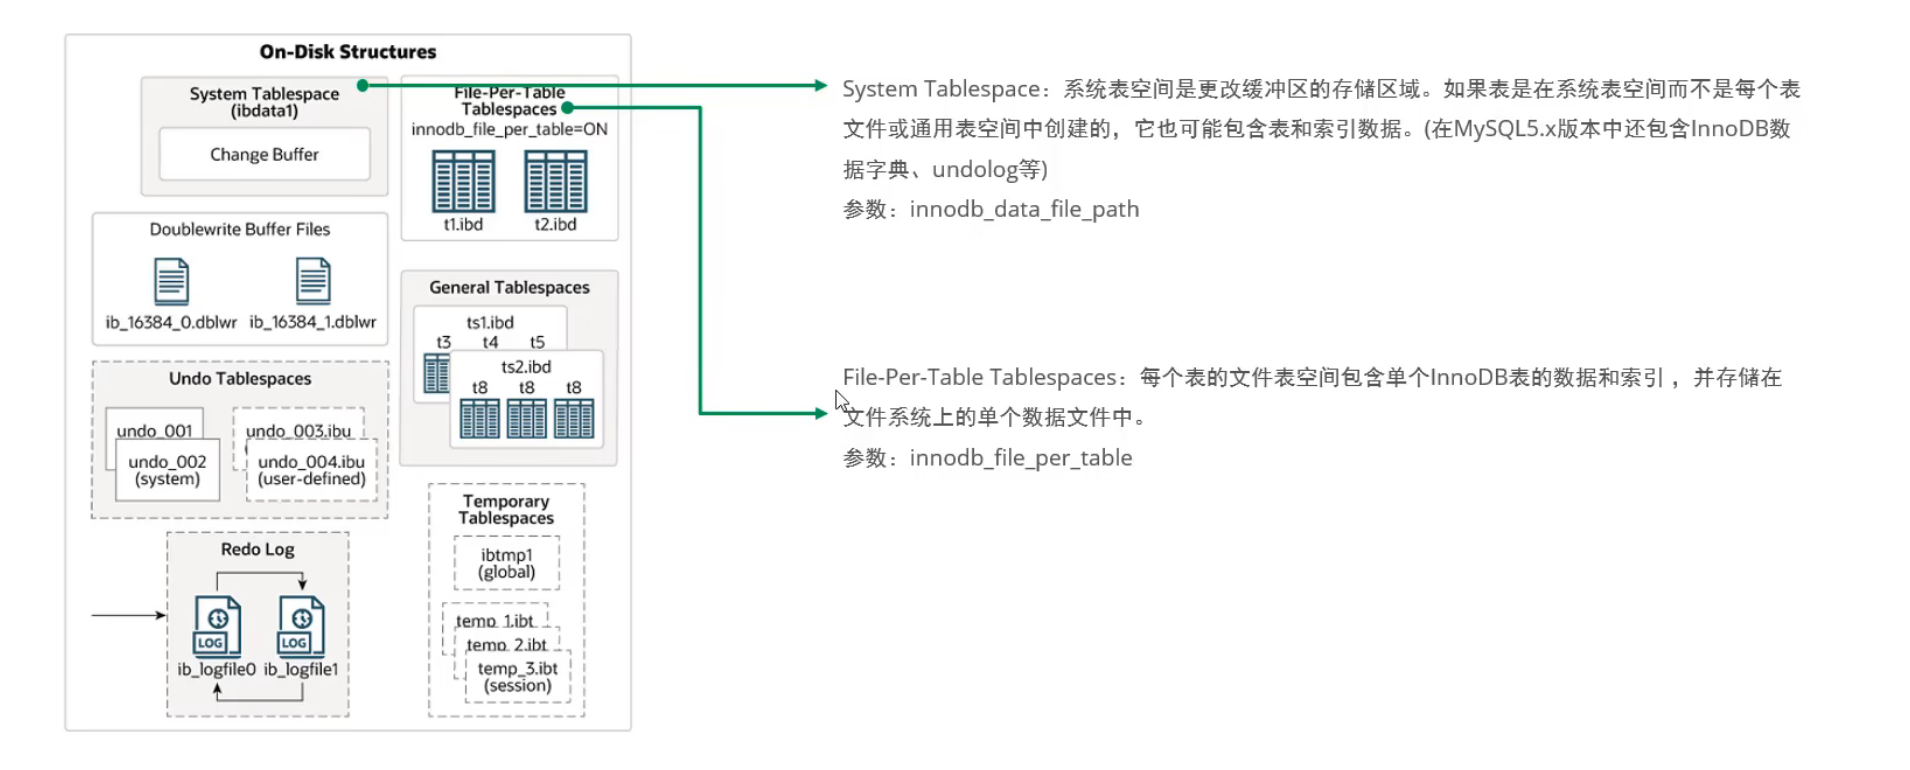 On-Disk Structures
System Tablespace
(ibdata1)
Change Buffer
File-Per-Table
Tablespaces
innodb_file_per_table=ON
t1.ibd
t2.ibd
Doublewrite Buffer Files
ib_16384_0.dblwr
ib_16384_1.dblwr
General Tablespaces
ts1.ibd
t3
t4
t5
ts2.ibd
t8
t8
t8
Undo Tablespaces
undo_001
undo_002
(system)
undo_003.ibu
undo_004.ibu
(user-defined)
Temporary
Tablespaces
ibtmp1
(global)
temp_1.ibt
temp_2.ibt
temp_3.ibt
(session)
Redo Log
LOG
LOG
ib_logfile0
ib_logfile1
System Tablespace：系统表空间是更改缓冲区的存储区域。如果表是在系统表空间而不是每个表
文件或通用表空间中创建的，它也可能包含表和索引数据。(在MySQL5.x版本中还包含InnoDB数
据字典、undolog等)
参数：innodb_data_file_path
File-Per-Table Tablespaces：每个表的文件表空间包含单个InnoDB表的数据和索引 ，并存储在
文件系统上的单个数据文件中。
参数：innodb_file_per_table